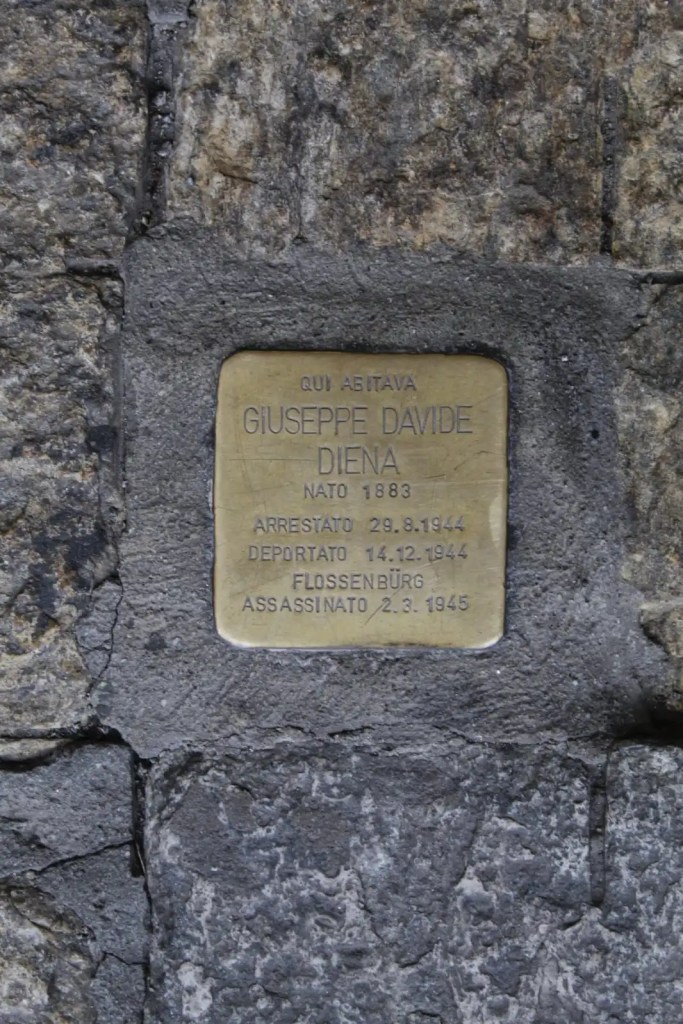 QUI ABITAVA
GIUSEPPE DAVIDE
DIENA
NATO 1883
ARRESTATO 29.8.1944
DEPORTATO 14.12.1944
FLOSSENBÜRG
ASSASSINATO 2.3.1945